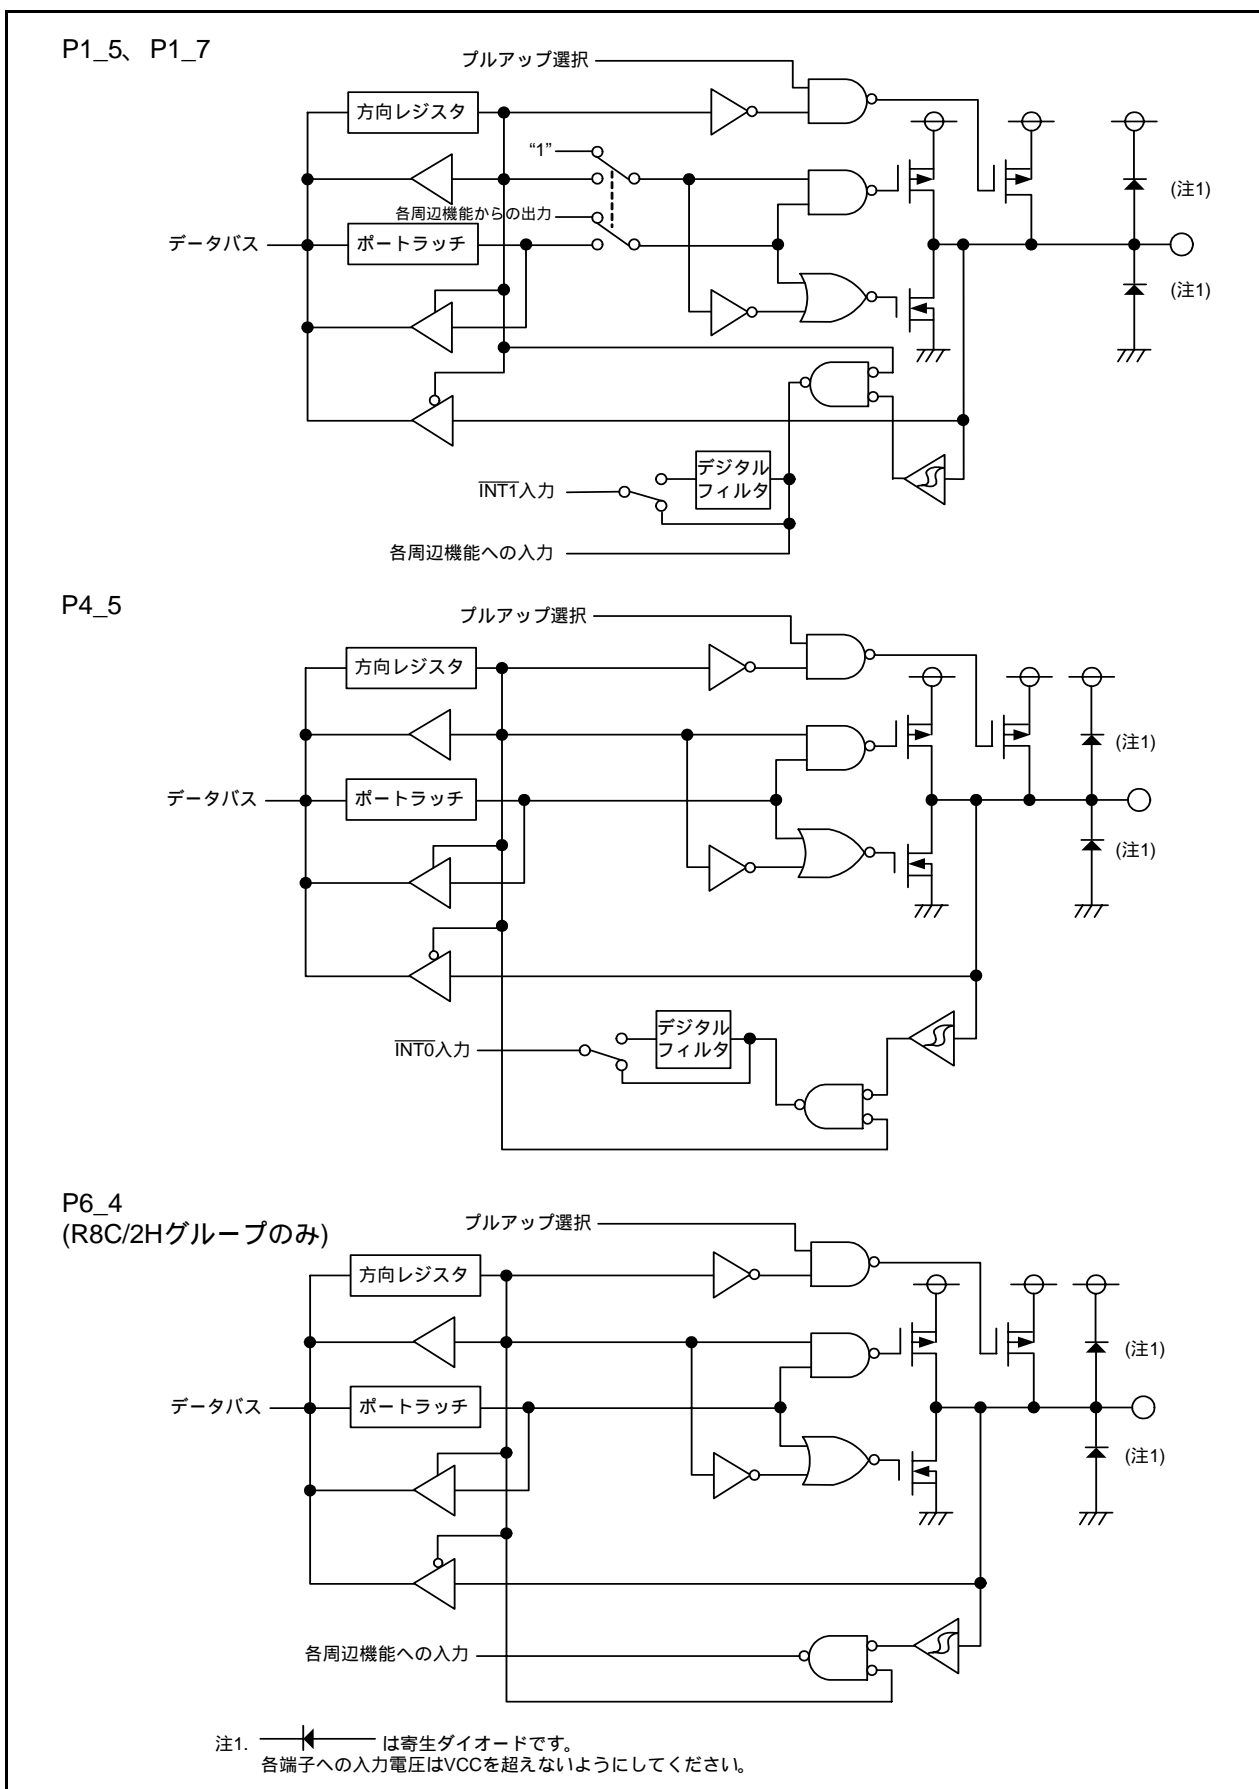 P1_5、P1_7
プルアップ選択
方向レジスタ
“1”
(注1)
各周辺機能からの出力
データバス
ポートラッチ
(注1)
デジタル
フィルタ
INT1入力
各周辺機能への入力
P4_5
プルアップ選択
方向レジスタ
(注1)
データバス
ポートラッチ
(注1)
デジタル
フィルタ
INT0入力
P6_4
(R8C/2Hグループのみ)
プルアップ選択
方向レジスタ
(注1)
データバス
ポートラッチ
(注1)
各周辺機能への入力
注1. は寄生ダイオードです。
各端子への入力電圧はVCCを超えないようにしてください。